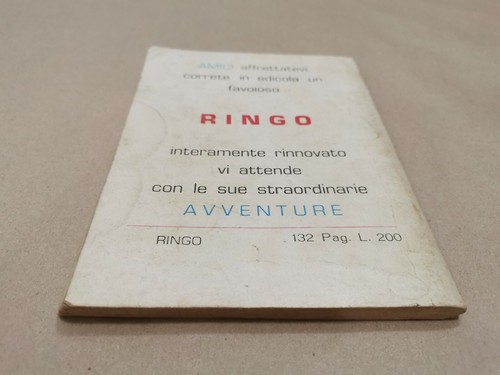 AMICI affrettatevi
correte in edicola un
favoloso...
RINGO
interamente rinnovato
vi attende
con le sue straordinarie
AVVENTURE
RINGO 132 Pag. L. 200